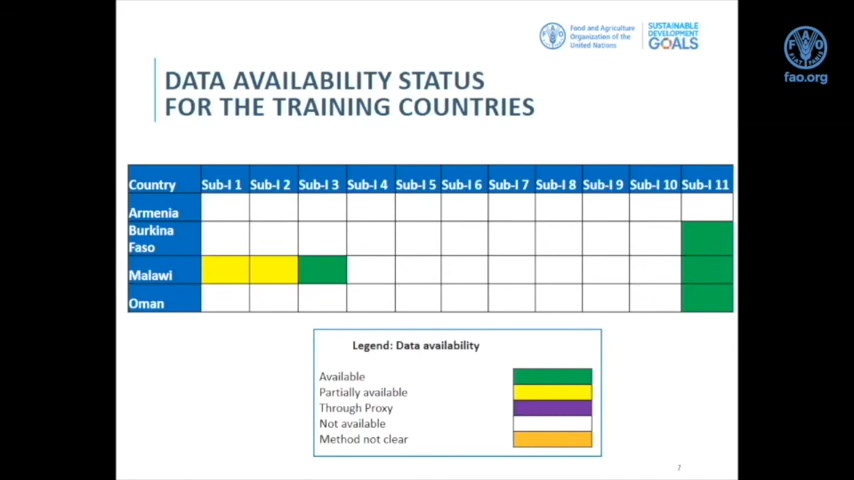 Food and Agriculture
Organization of the
United Nations
SUSTAINABLE
DEVELOPMENT
GOALS
FAO
FIAT PANIS
fao.org
DATA AVAILABILITY STATUS
FOR THE TRAINING COUNTRIES
Country Sub-I 1 Sub-I 2 Sub-I 3 Sub-I 4 Sub-I 5 Sub-I 6 Sub-I 7 Sub-I 8 Sub-I 9 Sub-I 10 Sub-I 11
Armenia
Burkina
Faso
Malawi
Oman
Legend: Data availability
Available
Partially available
Through Proxy
Not available
Method not clear
7